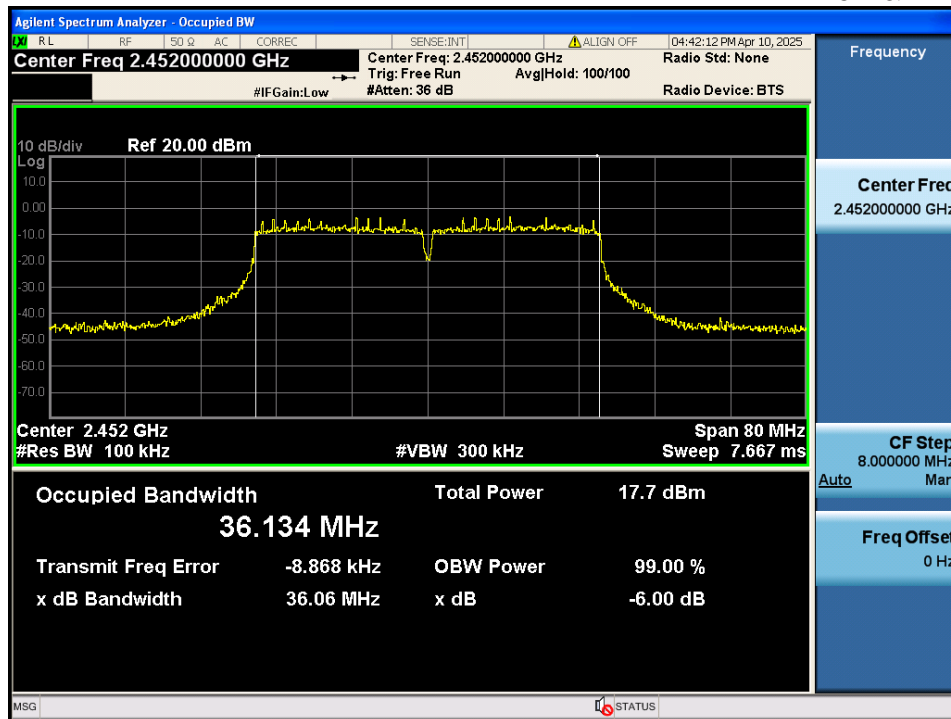 Agilent Spectrum Analyzer - Occupied BW
LXI RL RF 50 Ω AC CORREC SENSE:INT ALIGN OFF 04:42:12 PM Apr 10, 2025
Center Freq 2.452000000 GHz
Center Freq: 2.452000000 GHz Radio Std: None
Trig: Free Run Avg|Hold: 100/100
#IFGain:Low #Atten: 36 dB Radio Device: BTS
10 dB/div Ref 20.00 dBm
Log
10.0
0.00
-10.0
-20.0
-30.0
-40.0
-50.0
-60.0
-70.0
Center 2.452 GHz Span 80 MHz
#Res BW 100 kHz #VBW 300 kHz Sweep 7.667 ms
Occupied Bandwidth Total Power 17.7 dBm
36.134 MHz
Transmit Freq Error -8.868 kHz OBW Power 99.00 %
x dB Bandwidth 36.06 MHz x dB -6.00 dB
Frequency
Center Freq
2.452000000 GHz
CF Step
8.000000 MHz
Auto Man
Freq Offset
0 Hz
MSG STATUS